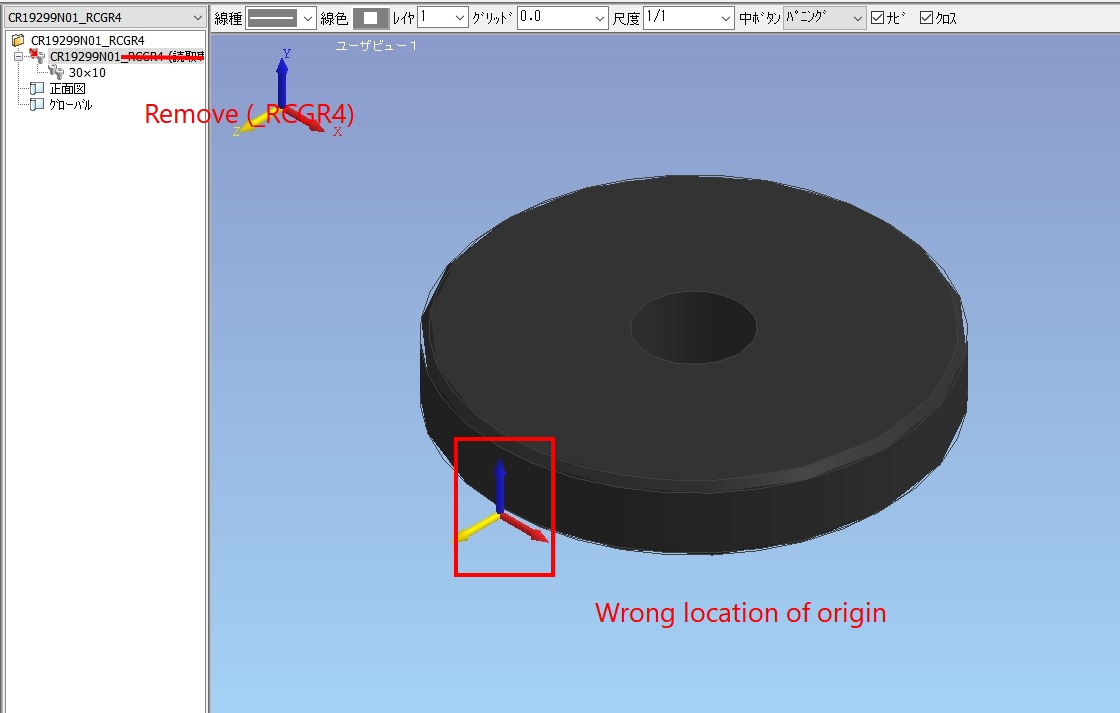 CR19299N01_RCGR4
線種 線色 ﾚｲﾔ 1 ｸﾞﾘｯﾄﾞ 0.0 尺度 1/1 中ﾎﾞﾀﾝ ﾊﾟﾆﾝｸﾞ ﾅﾋﾞ ｸﾛｽ
CR19299N01_RCGR4
CR19299N01_RCGR4 (読取専
30×10
正面図
ｸﾞﾛｰﾊﾞﾙ
ユーザビュー1
Y
Z
X
Remove (_RCGR4)
Wrong location of origin